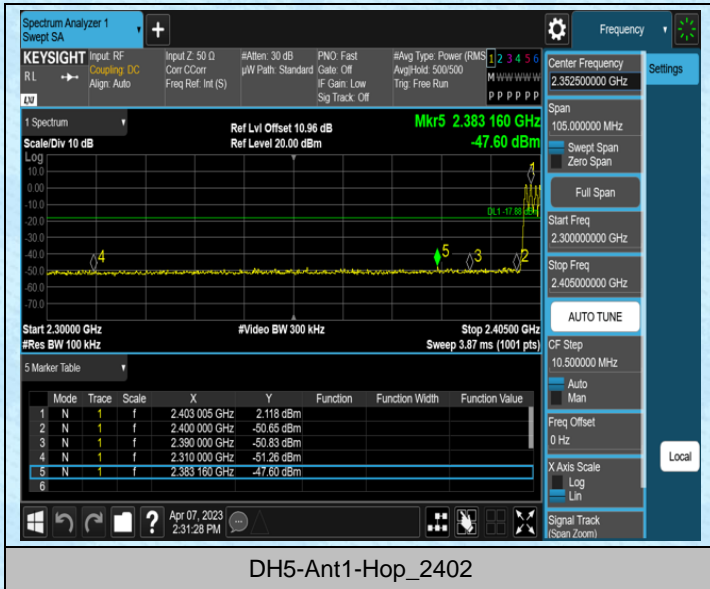 Spectrum Analyzer 1
Swept SA
Frequency
KEYSIGHT
RL
LXI
Input: RF
Coupling: DC
Align: Auto
Input Z: 50 Ω
Corr CCorr
Freq Ref: Int (S)
#Atten: 30 dB
µW Path: Standard
PNO: Fast
Gate: Off
IF Gain: Low
Sig Track: Off
#Avg Type: Power (RMS
Avg|Hold: 500/500
Trig: Free Run
1 2 3 4 5 6
M W W W W W
P P P P P P
1 Spectrum
Scale/Div 10 dB
Ref Lvl Offset 10.96 dB
Ref Level 20.00 dBm
Mkr5 2.383 160 GHz
-47.60 dBm
Log
10.0
0.00
-10.0
-20.0
-30.0
-40.0
-50.0
-60.0
-70.0
1
DL1 -17.88 dBm
4
5
3
2
Start 2.30000 GHz
#Res BW 100 kHz
#Video BW 300 kHz
Stop 2.40500 GHz
Sweep 3.87 ms (1001 pts)
5 Marker Table
Mode Trace Scale X Y Function Function Width Function Value
1 N 1 f 2.403 005 GHz 2.118 dBm
2 N 1 f 2.400 000 GHz -50.65 dBm
3 N 1 f 2.390 000 GHz -50.83 dBm
4 N 1 f 2.310 000 GHz -51.26 dBm
5 N 1 f 2.383 160 GHz -47.60 dBm
6
Apr 07, 2023
2:31:28 PM
Center Frequency
2.352500000 GHz
Settings
Span
105.000000 MHz
Swept Span
Zero Span
Full Span
Start Freq
2.300000000 GHz
Stop Freq
2.405000000 GHz
AUTO TUNE
CF Step
10.500000 MHz
Auto
Man
Freq Offset
0 Hz
X Axis Scale
Log
Lin
Local
Signal Track
(Span Zoom)
DH5-Ant1-Hop_2402